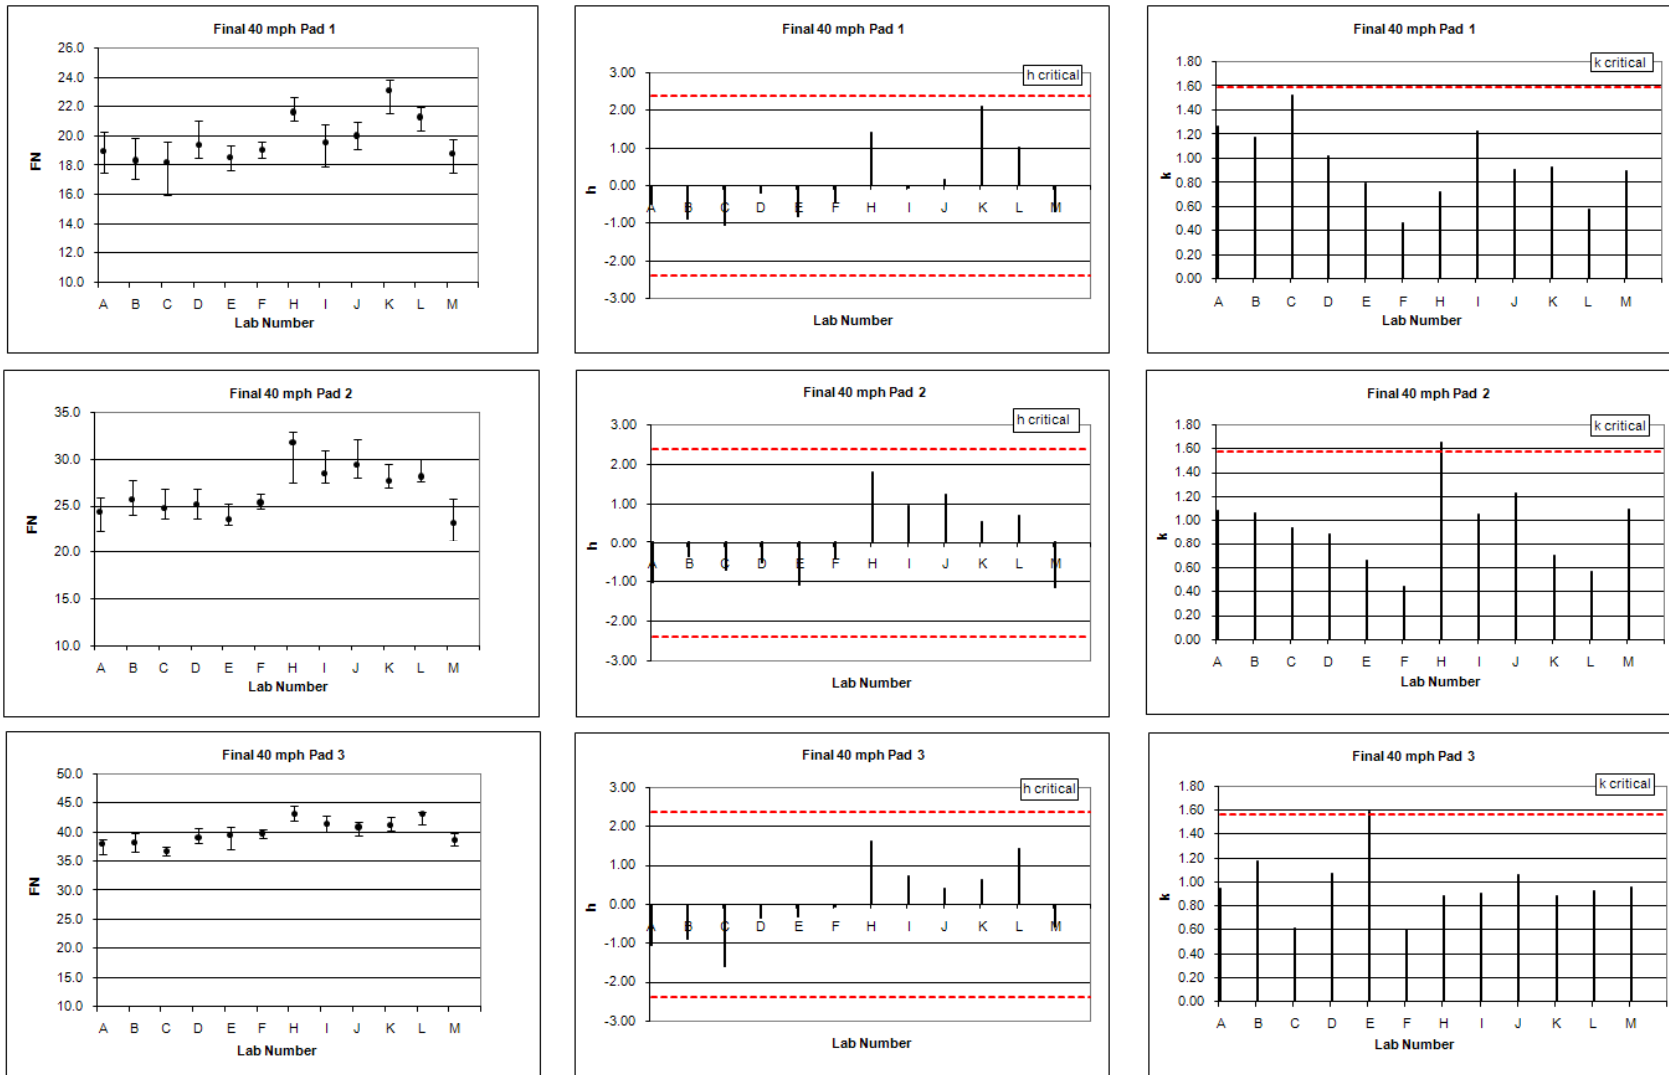 Final 40 mph Pad 1
FN
26.0
24.0
22.0
20.0
18.0
16.0
14.0
12.0
10.0
A B C D E F H I J K L M
Lab Number
Final 40 mph Pad 1
h critical
h
3.00
2.00
1.00
0.00
-1.00
-2.00
-3.00
A B C D E F H I J K L M
Lab Number
Final 40 mph Pad 1
k critical
k
1.80
1.60
1.40
1.20
1.00
0.80
0.60
0.40
0.20
0.00
A B C D E F H I J K L M
Lab Number
Final 40 mph Pad 2
FN
35.0
30.0
25.0
20.0
15.0
10.0
A B C D E F H I J K L M
Lab Number
Final 40 mph Pad 2
h critical
h
3.00
2.00
1.00
0.00
-1.00
-2.00
-3.00
A B C D E F H I J K L M
Lab Number
Final 40 mph Pad 2
k critical
k
1.80
1.60
1.40
1.20
1.00
0.80
0.60
0.40
0.20
0.00
A B C D E F H I J K L M
Lab Number
Final 40 mph Pad 3
FN
50.0
45.0
40.0
35.0
30.0
25.0
20.0
15.0
10.0
A B C D E F H I J K L M
Lab Number
Final 40 mph Pad 3
h critical
h
3.00
2.00
1.00
0.00
-1.00
-2.00
-3.00
A B C D E F H I J K L M
Lab Number
Final 40 mph Pad 3
k critical
k
1.80
1.60
1.40
1.20
1.00
0.80
0.60
0.40
0.20
0.00
A B C D E F H I J K L M
Lab Number